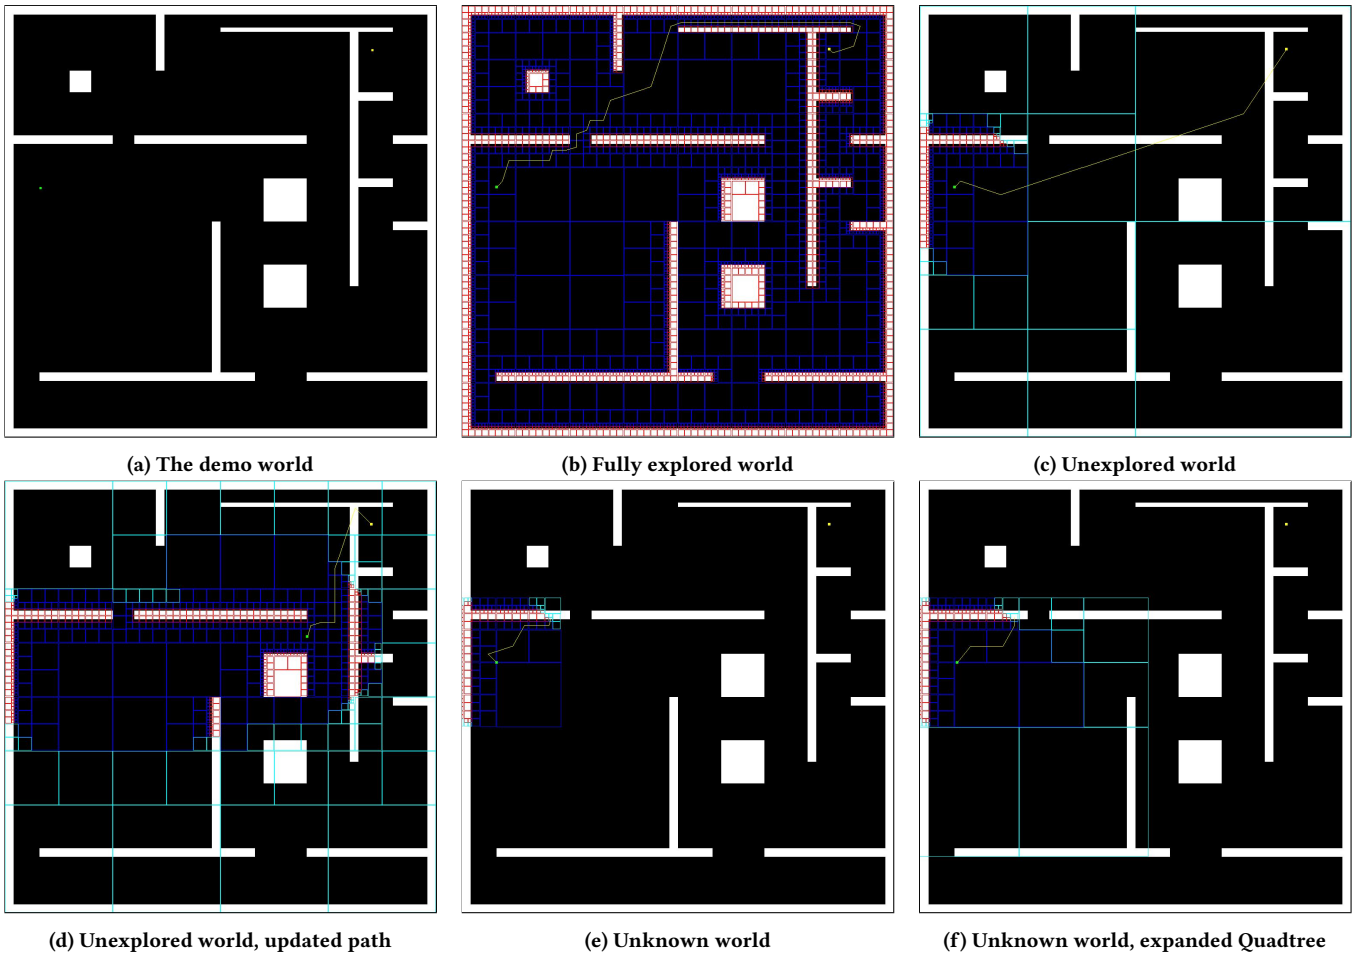 (a) The demo world
(b) Fully explored world
(c) Unexplored world
(d) Unexplored world, updated path
(e) Unknown world
(f) Unknown world, expanded Quadtree